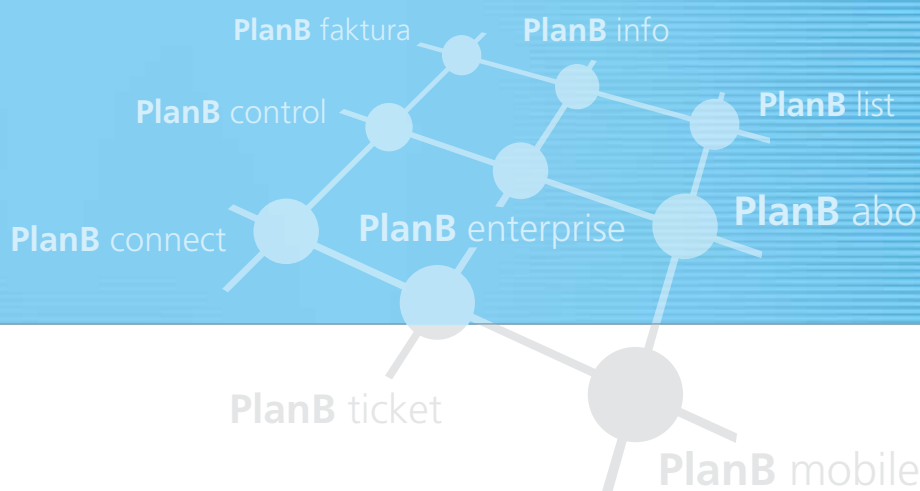 PlanB faktura
PlanB info
PlanB list
PlanB control
PlanB abo
PlanB enterprise
PlanB connect
PlanB ticket
PlanB mobile